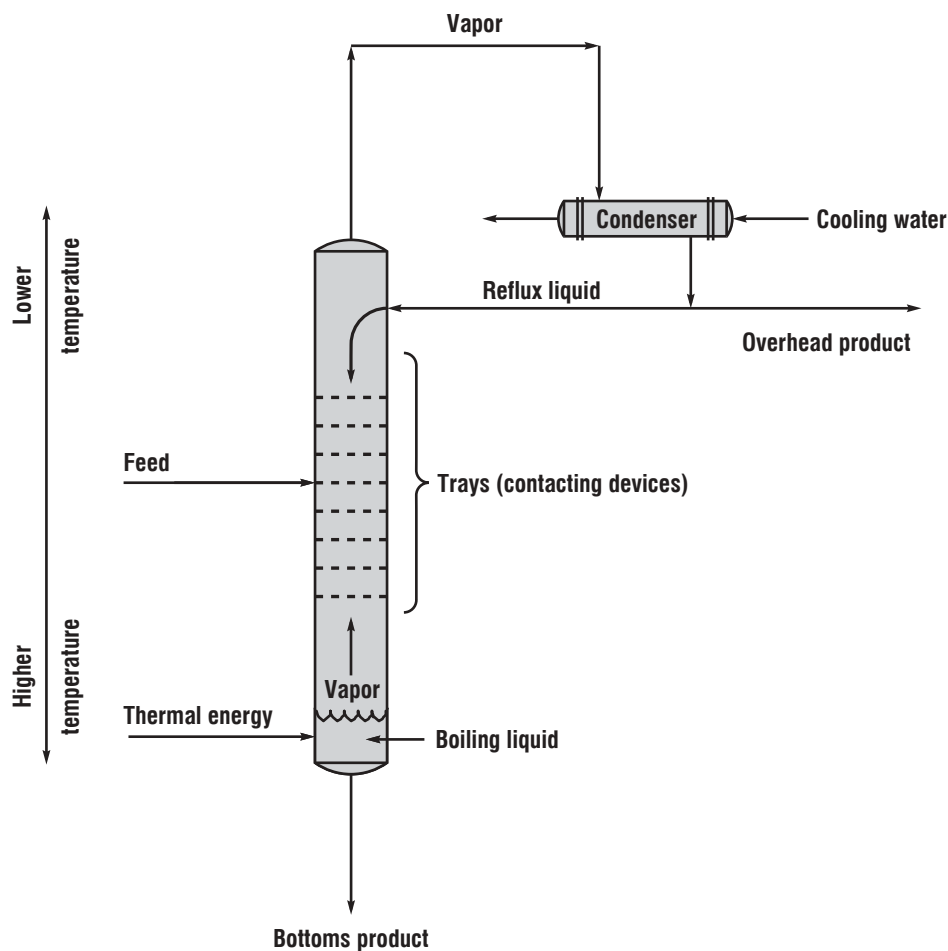 Vapor
Condenser
Cooling water
Lower
temperature
Reflux liquid
Overhead product
Feed
Trays (contacting devices)
Higher
temperature
Vapor
Thermal energy
Boiling liquid
Bottoms product